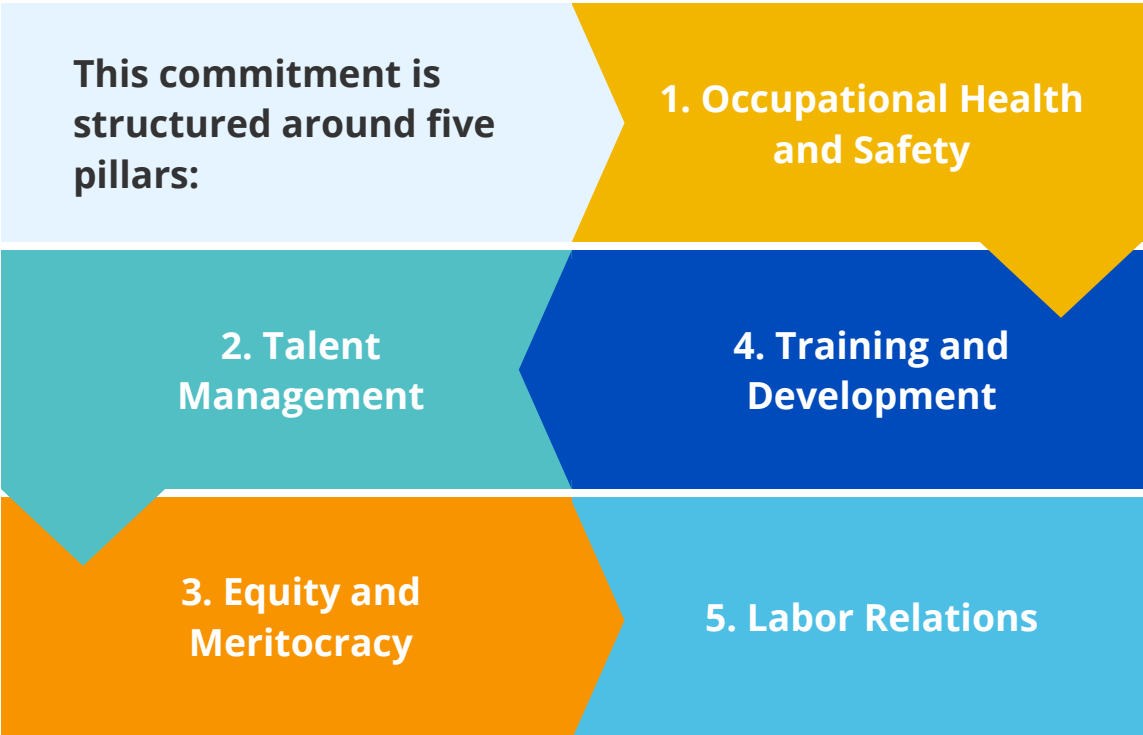 This commitment is
structured around five
pillars:
1. Occupational Health
and Safety
2. Talent
Management
4. Training and
Development
3. Equity and
Meritocracy
5. Labor Relations